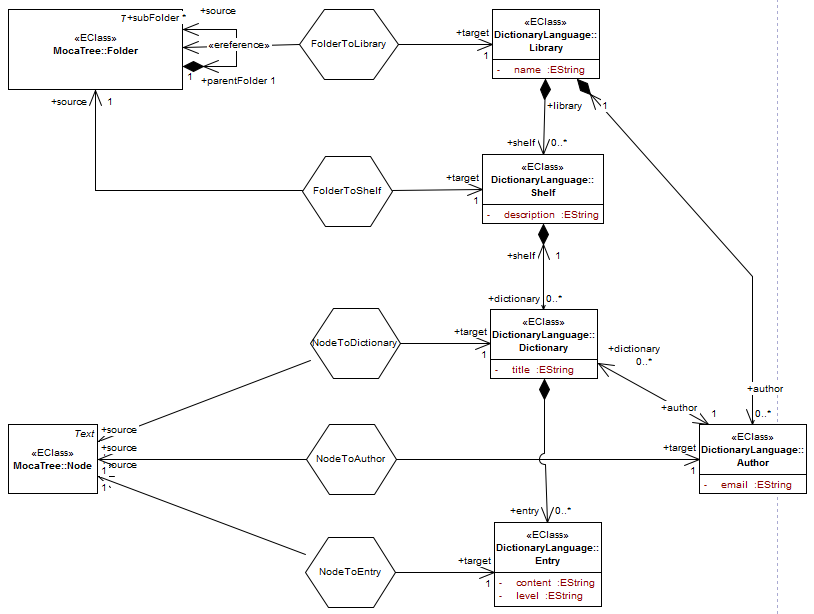 T+subFolder *
+source
«EClass»
MocaTree::Folder
«ereference»
1
+parentFolder 1
FolderToLibrary
+target
1
«EClass»
DictionaryLanguage::
Library
- name :EString
+library
1
+source
1
+shelf
0..*
FolderToShelf
+target
1
«EClass»
DictionaryLanguage::
Shelf
- description :EString
+shelf
1
+dictionary
0..*
NodeToDictionary
+target
1
«EClass»
DictionaryLanguage::
Dictionary
- title :EString
+dictionary
0..*
+author
1
+author
0..*
Text
«EClass»
MocaTree::Node
+source
+source
1
+source
1
NodeToAuthor
+target
1
«EClass»
DictionaryLanguage::
Author
- email :EString
+entry
0..*
NodeToEntry
+target
1
«EClass»
DictionaryLanguage::
Entry
- content :EString
- level :EString